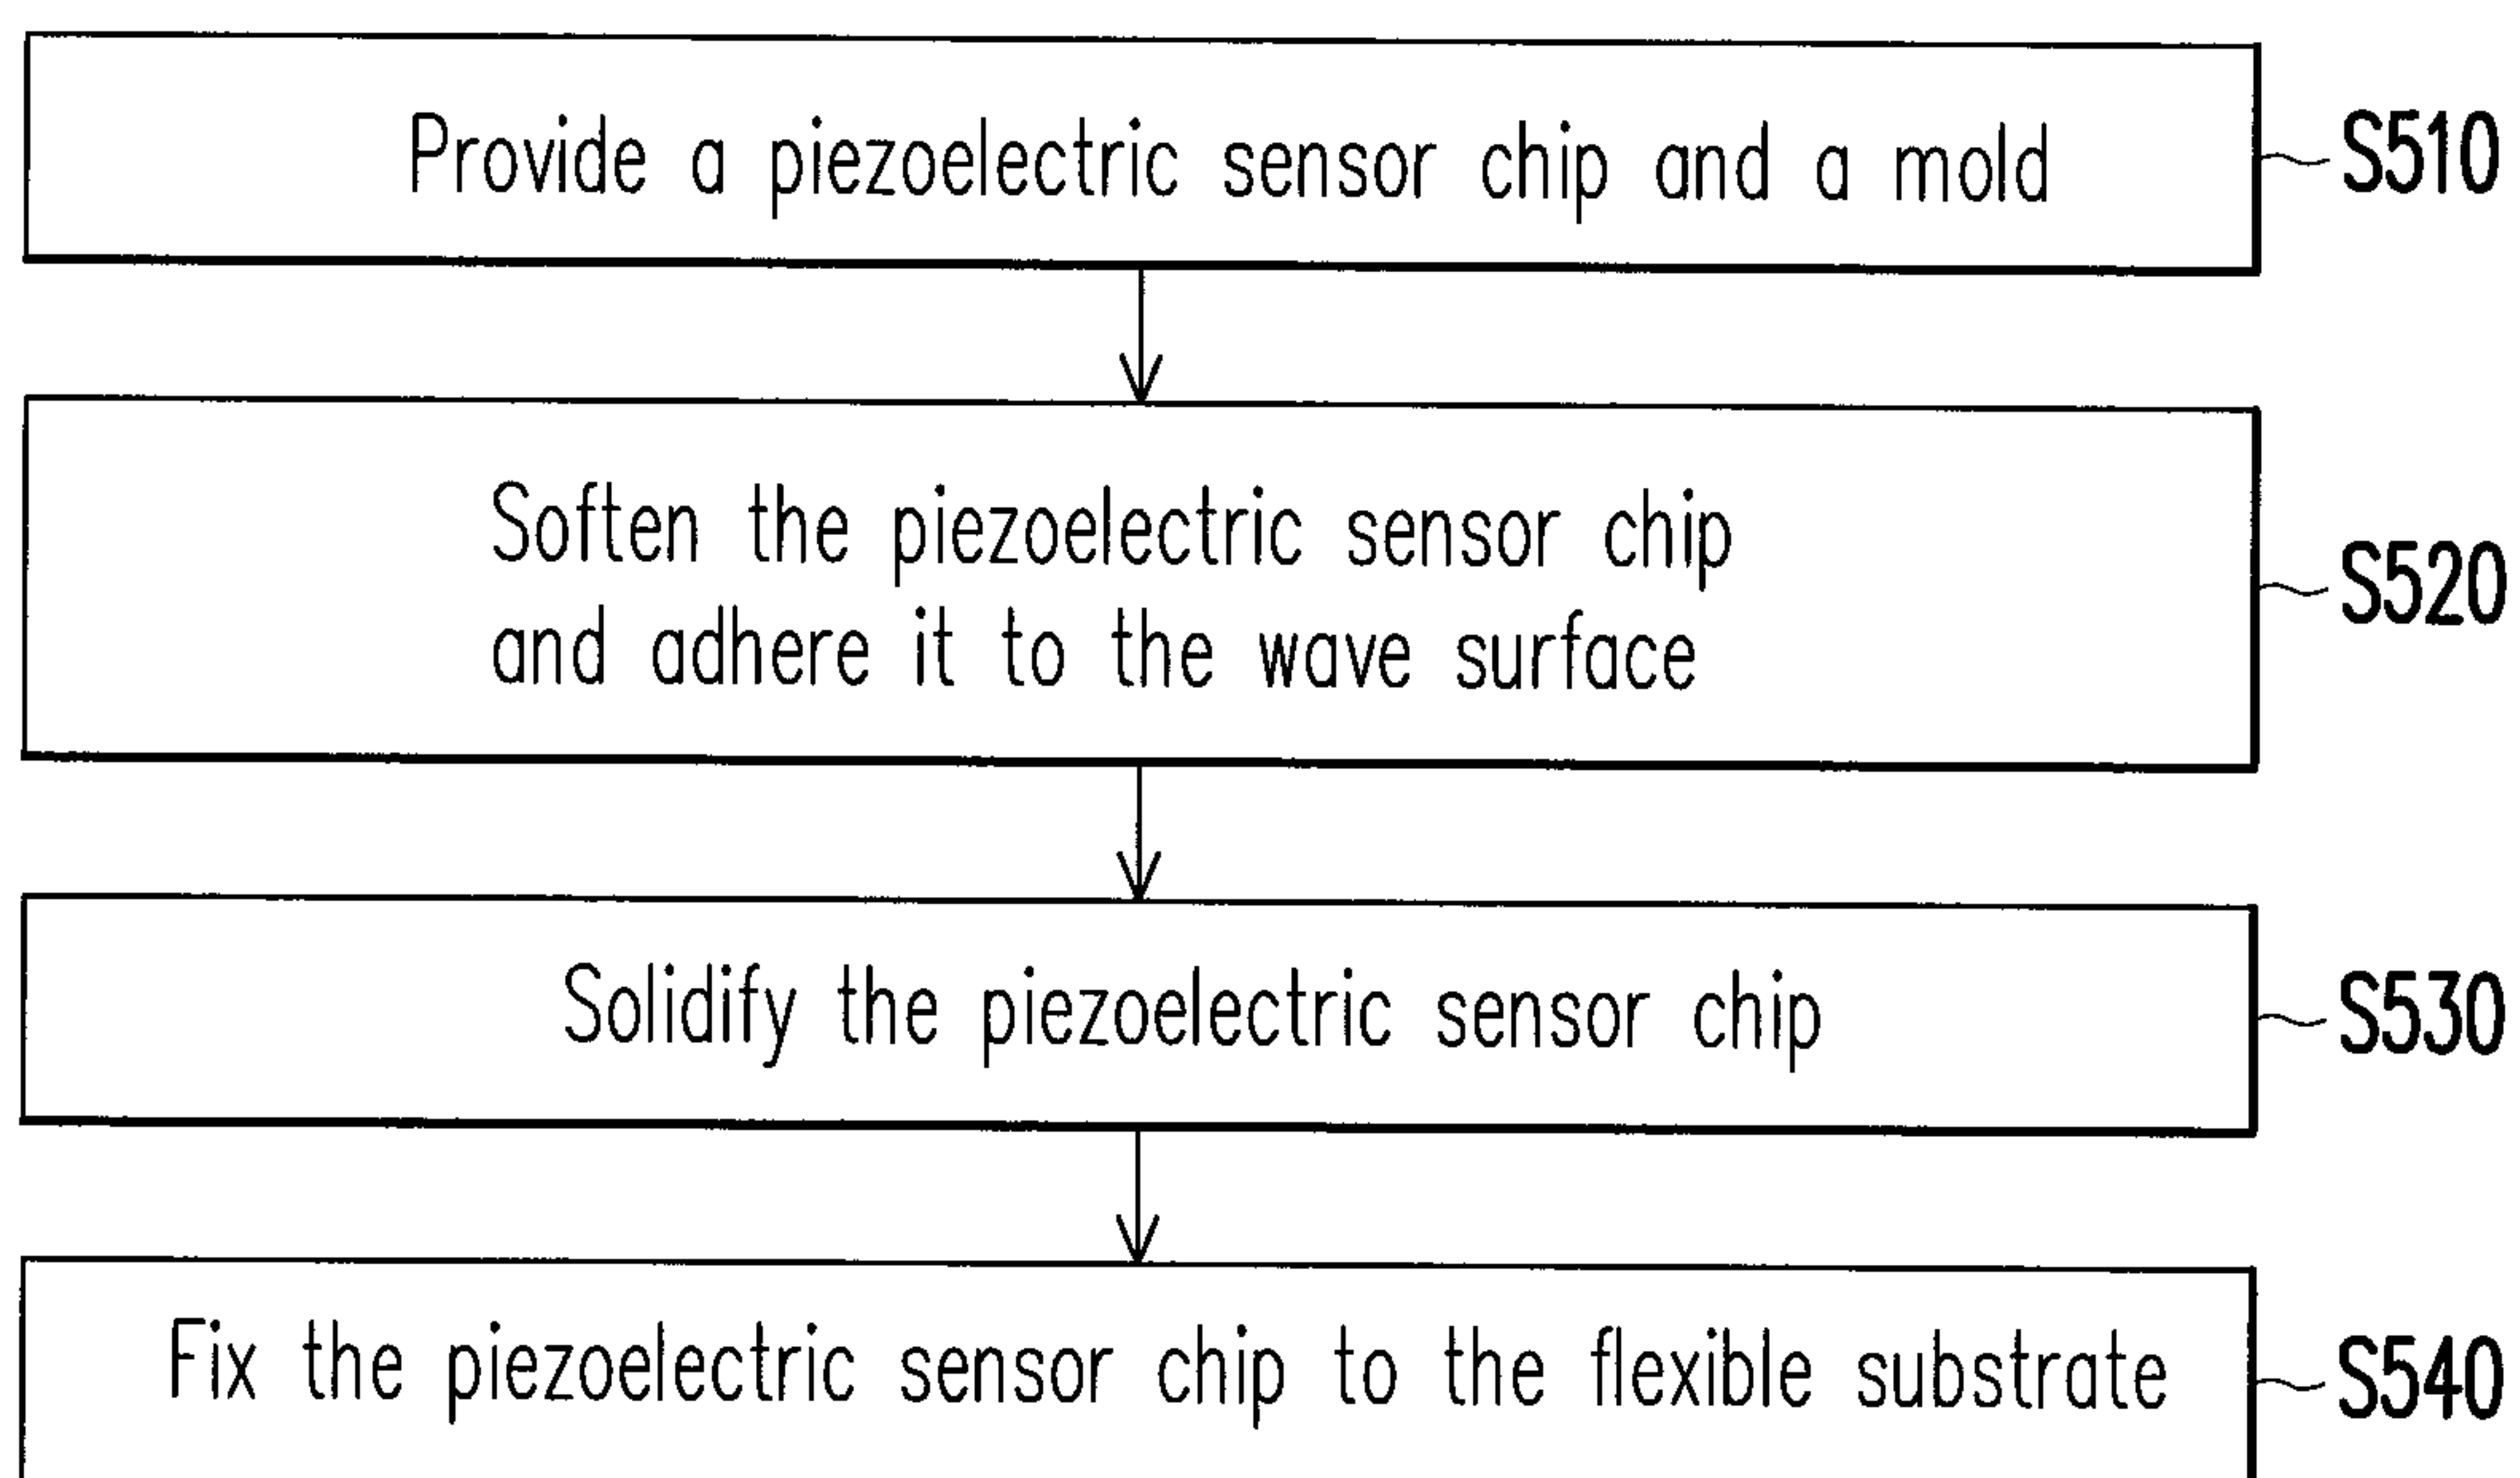 Provide a piezoelectric sensor chip and a mold
S510
Soften the piezoelectric sensor chip
and adhere it to the wave surface
S520
Solidify the piezoelectric sensor chip
S530
Fix the piezoelectric sensor chip to the flexible substrate
S540